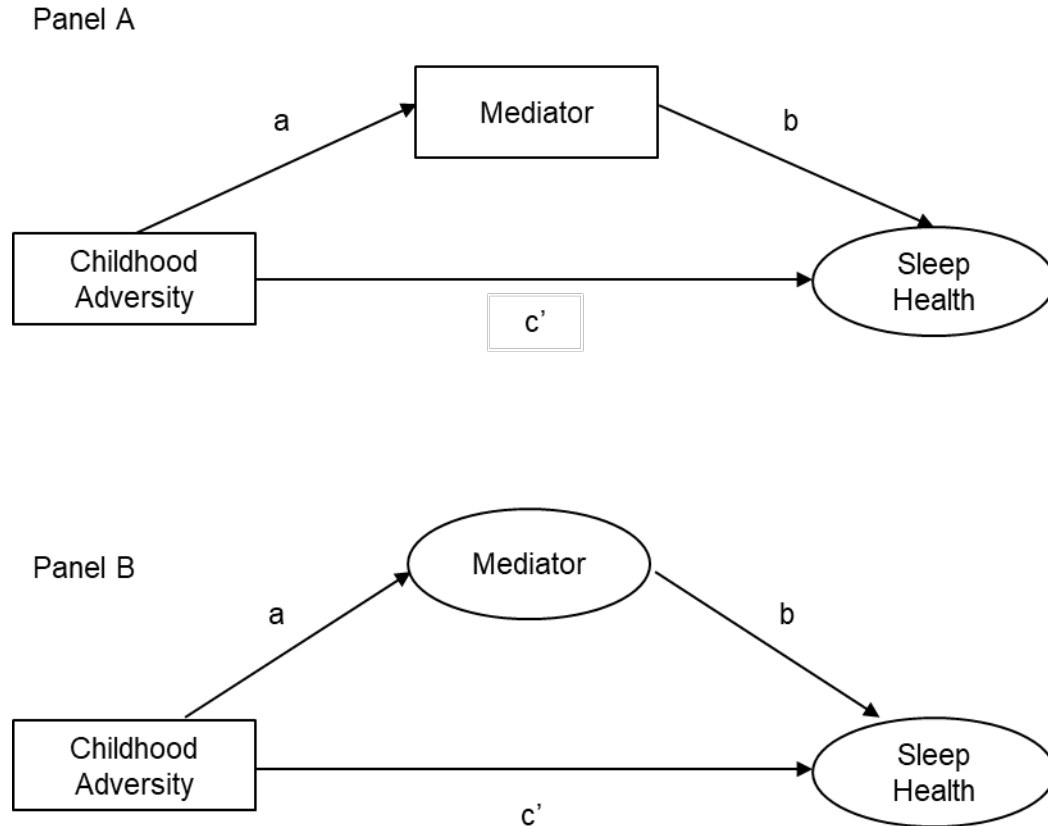 Panel A
a
Mediator
b
Childhood
Adversity
Sleep
Health
c’
Panel B
Mediator
a
b
Childhood
Adversity
Sleep
Health
c’